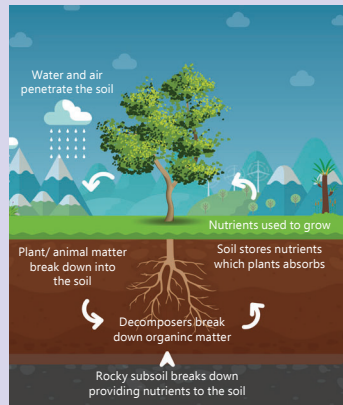 Water and air
penetrate the soil
Nutrients used to grow
Plant/ animal matter
break down into
the soil
Soil stores nutrients
which plants absorbs
Decomposers break
down organinc matter
Rocky subsoil breaks down
providing nutrients to the soil